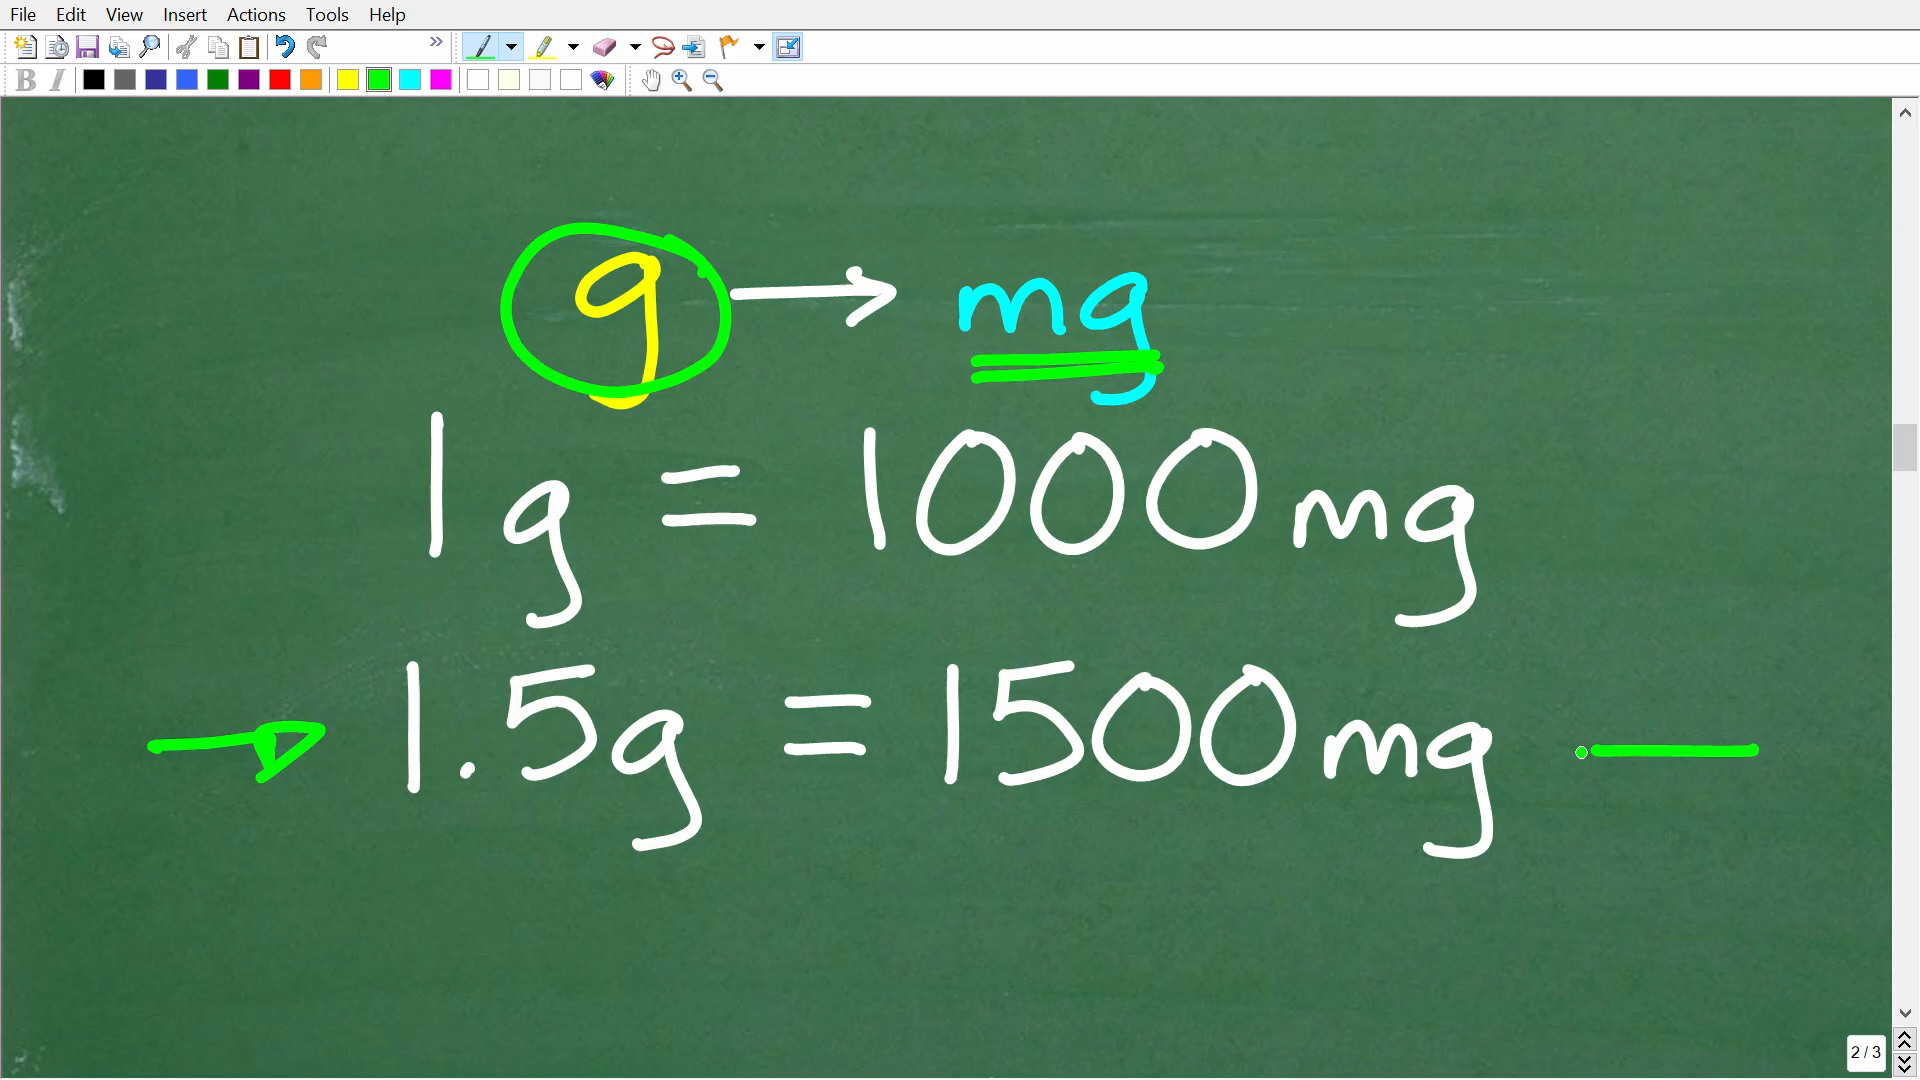 File Edit View Insert Actions Tools Help
B I
g → mg
1g = 1000mg
1.5g = 1500mg
2 / 3